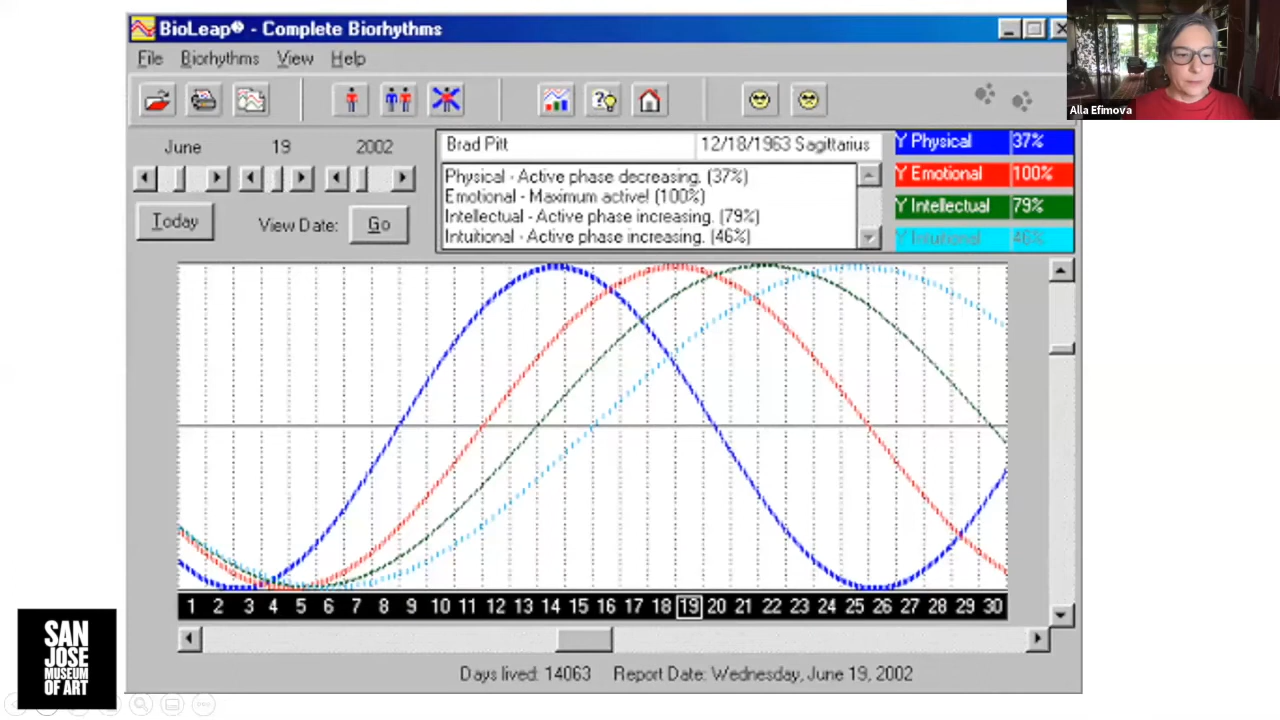 BioLeap® - Complete Biorhythms
File Biorhythms View Help
Alla Efimova
June 19 2002
Today View Date: Go
Brad Pitt 12/18/1963 Sagittarius
Physical - Active phase decreasing. (37%)
Emotional - Maximum active! (100%)
Intellectual - Active phase increasing. (79%)
Intuitional - Active phase increasing. (46%)
Y Physical 37%
Y Emotional 100%
Y Intellectual 79%
Y Intuitional 46%
1 2 3 4 5 6 7 8 9 10 11 12 13 14 15 16 17 18 19 20 21 22 23 24 25 26 27 28 29 30
Days lived: 14063 Report Date: Wednesday, June 19, 2002
SAN
JOSE
MUSEUM
OF ART